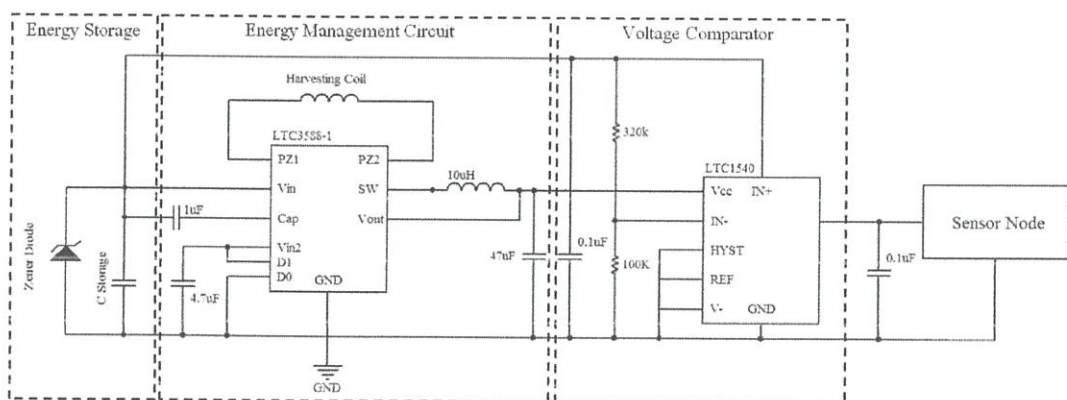 Energy Storage
Energy Management Circuit
Voltage Comparator
Harvesting Coil
LTC3588-1
PZ1
PZ2
Vin
SW
Cap
Vout
Vin2
D1
D0
GND
10uH
1uF
4.7uF
47uF
0.1uF
Zener Diode
C Storage
GND
320k
100K
LTC1540
Vcc
IN+
IN-
HYST
REF
V-
GND
0.1uF
Sensor Node